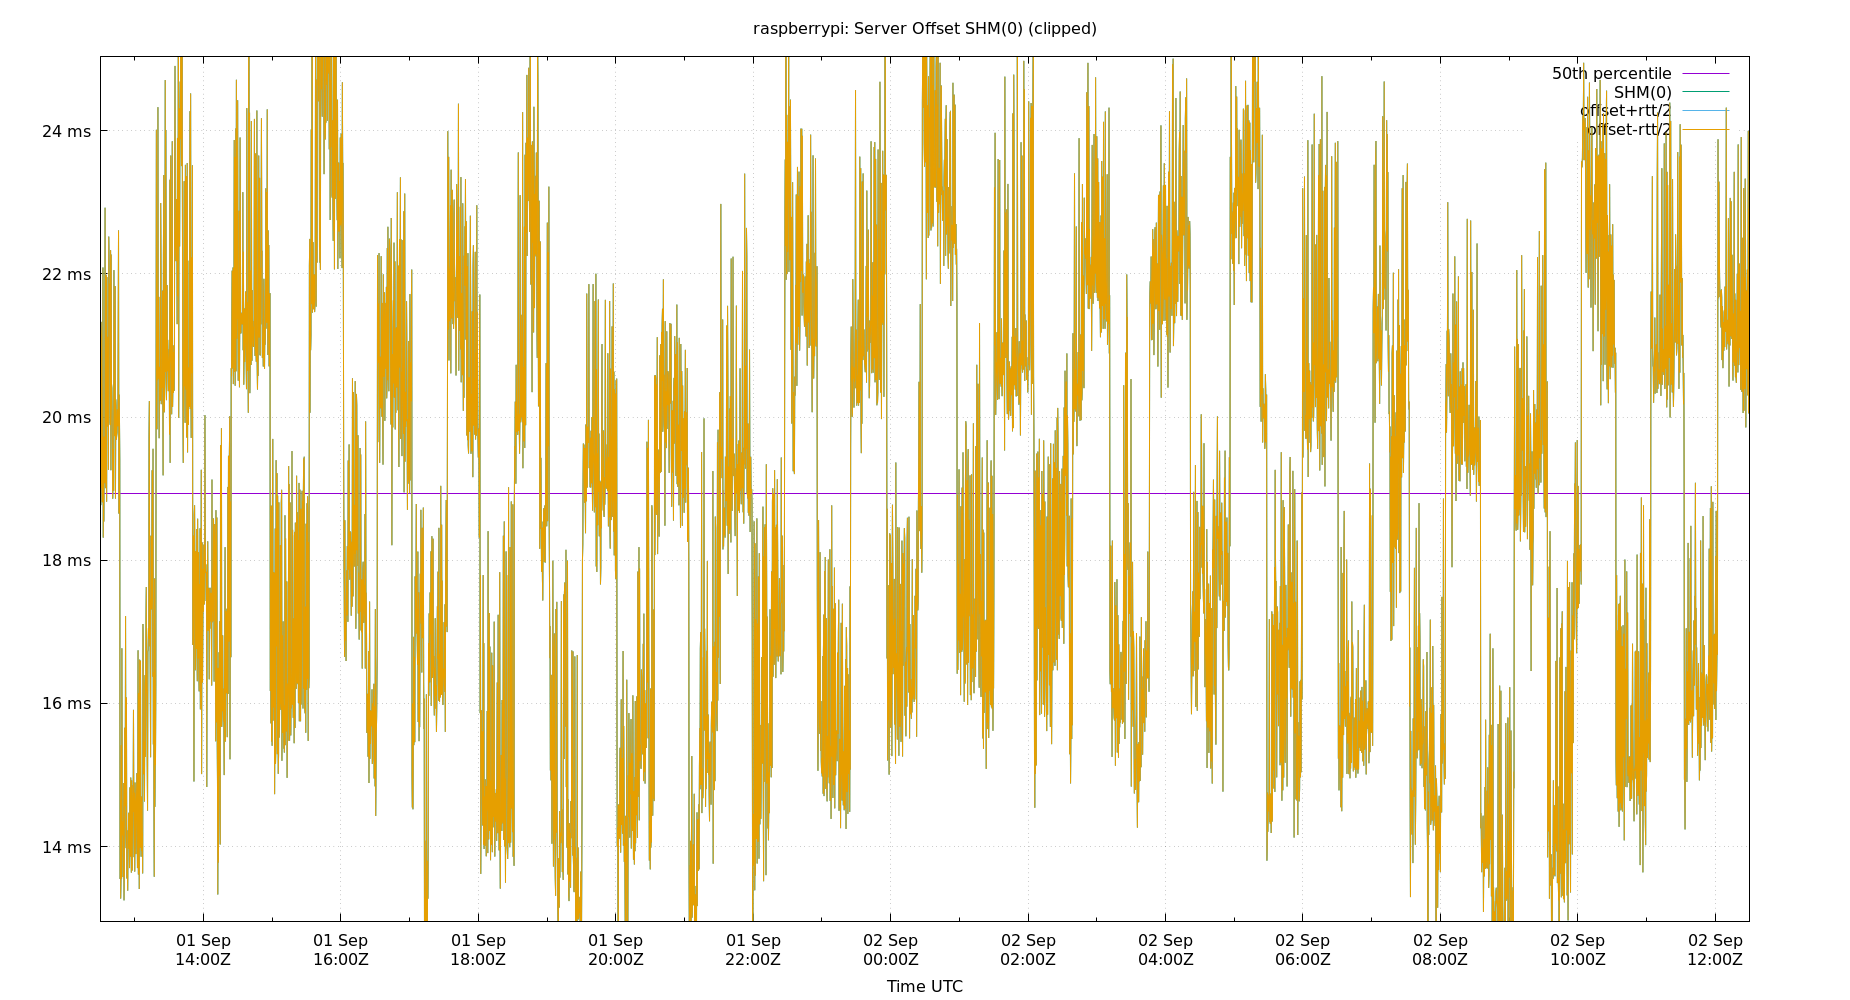 raspberrypi: Server Offset SHM(0) (clipped)
50th percentile
SHM(0)
offset+rtt/2
offset-rtt/2
24 ms
22 ms
20 ms
18 ms
16 ms
14 ms
01 Sep 01 Sep 01 Sep 01 Sep 01 Sep 02 Sep 02 Sep 02 Sep 02 Sep 02 Sep 02 Sep 02 Sep
14:00Z 16:00Z 18:00Z 20:00Z 22:00Z 00:00Z 02:00Z 04:00Z 06:00Z 08:00Z 10:00Z 12:00Z
Time UTC